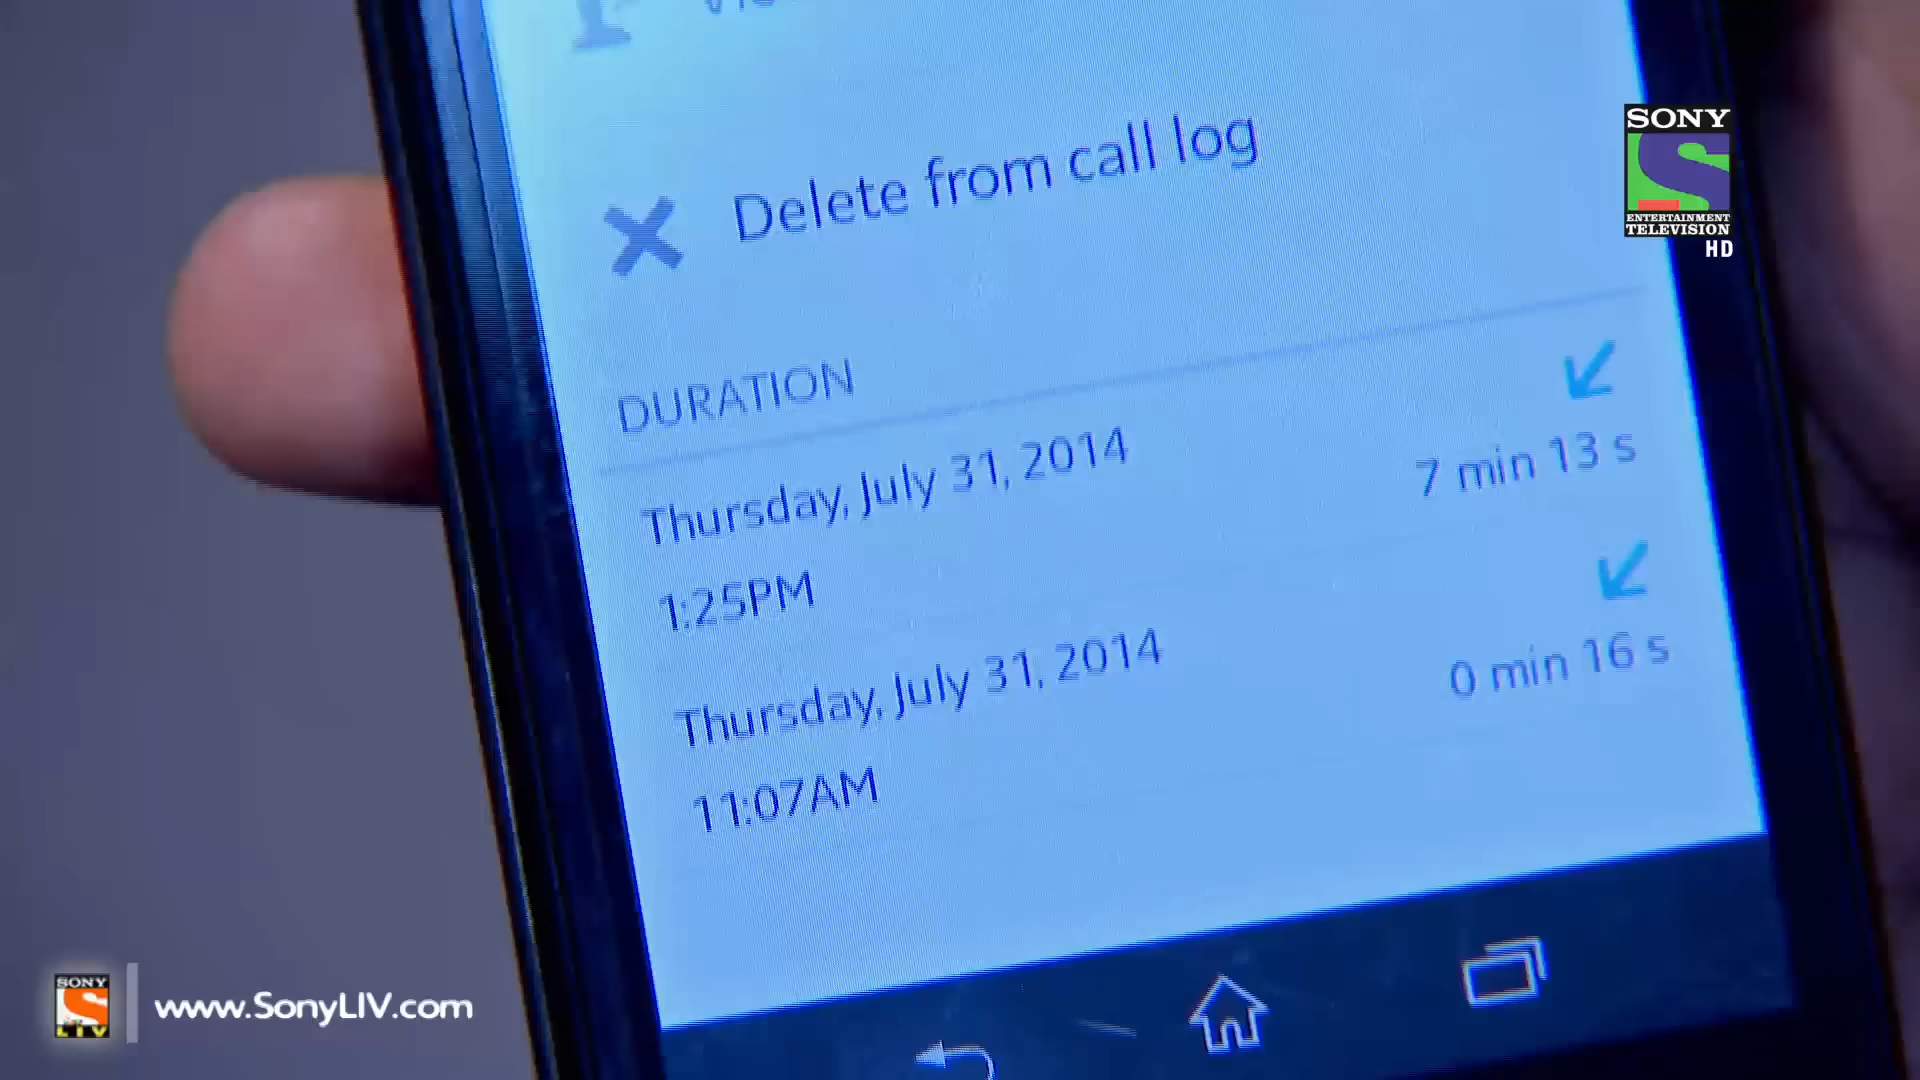 Delete from call log
DURATION
Thursday, July 31, 2014
7 min 13 s
1:25PM
Thursday, July 31, 2014
0 min 16 s
11:07AM
SONY
ENTERTAINMENT
TELEVISION
HD
SONY
LIV
www.SonyLIV.com